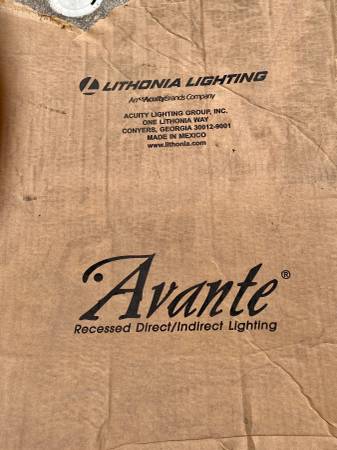 LITHONIA LIGHTING
An AcuityBrands Company
ACUITY LIGHTING GROUP, INC.
ONE LITHONIA WAY
CONYERS, GEORGIA 30012-9001
MADE IN MEXICO
www.lithonia.com
Avante®
Recessed Direct/Indirect Lighting